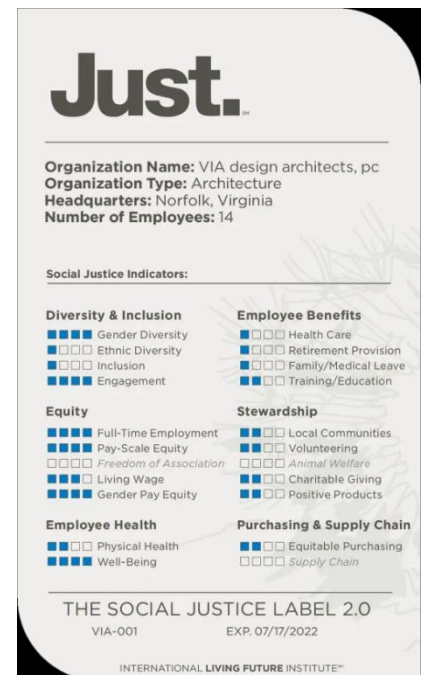 Just.
Organization Name: VIA design architects, pc
Organization Type: Architecture
Headquarters: Norfolk, Virginia
Number of Employees: 14
Social Justice Indicators:
Diversity & Inclusion
Gender Diversity
Ethnic Diversity
Inclusion
Engagement
Equity
Full-Time Employment
Pay-Scale Equity
Freedom of Association
Living Wage
Gender Pay Equity
Employee Health
Physical Health
Well-Being
Employee Benefits
Health Care
Retirement Provision
Family/Medical Leave
Training/Education
Stewardship
Local Communities
Volunteering
Animal Welfare
Charitable Giving
Positive Products
Purchasing & Supply Chain
Equitable Purchasing
Supply Chain
THE SOCIAL JUSTICE LABEL 2.0
VIA-001 EXP. 07/17/2022
INTERNATIONAL LIVING FUTURE INSTITUTE℠